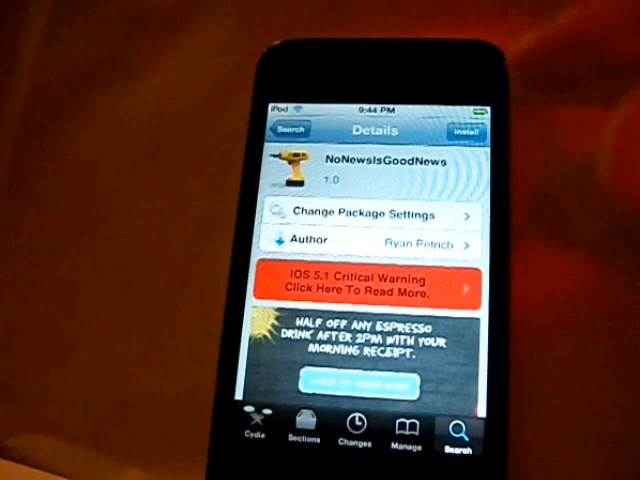 iPod 9:44 PM
Search Details Install
NoNewsIsGoodNews
1.0
Change Package Settings
Author Ryan Petrich
iOS 5.1 Critical Warning
Click Here To Read More.
HALF OFF ANY ESPRESSO
DRINK AFTER 2PM WITH YOUR
MORNING RECEIPT.
Cydia Sections Changes Manage Search